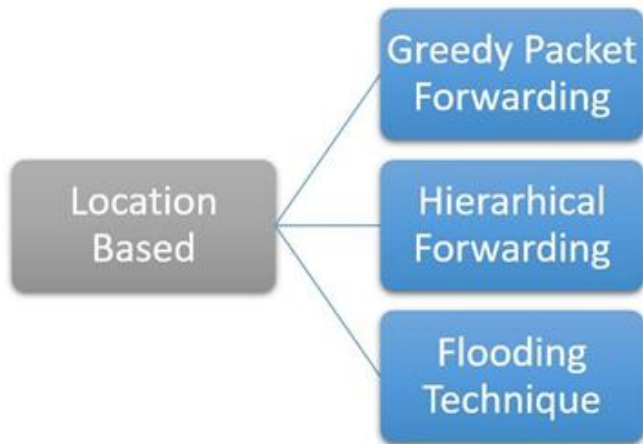 Greedy Packet
Forwarding
Location
Based
Hierarhical
Forwarding
Flooding
Technique